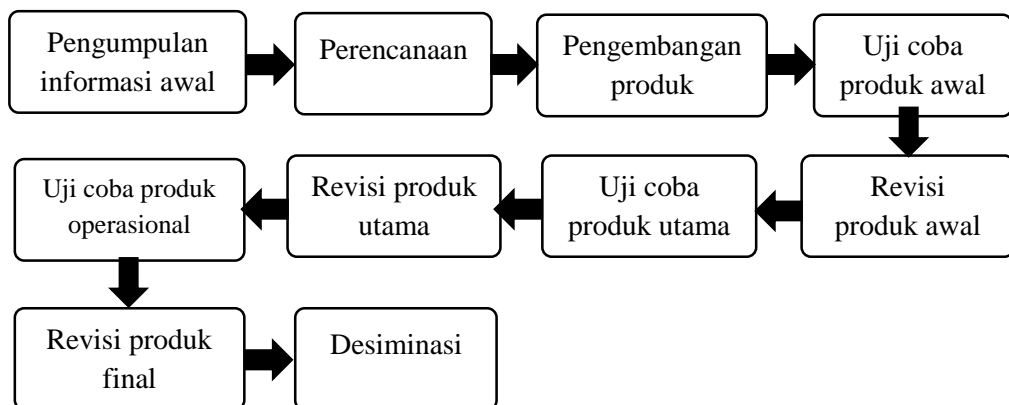 Pengumpulan
informasi awal
Perencanaan
Pengembangan
produk
Uji coba
produk awal
Revisi
produk awal
Uji coba
produk utama
Revisi produk
utama
Uji coba produk
operasional
Revisi produk
final
Desiminasi